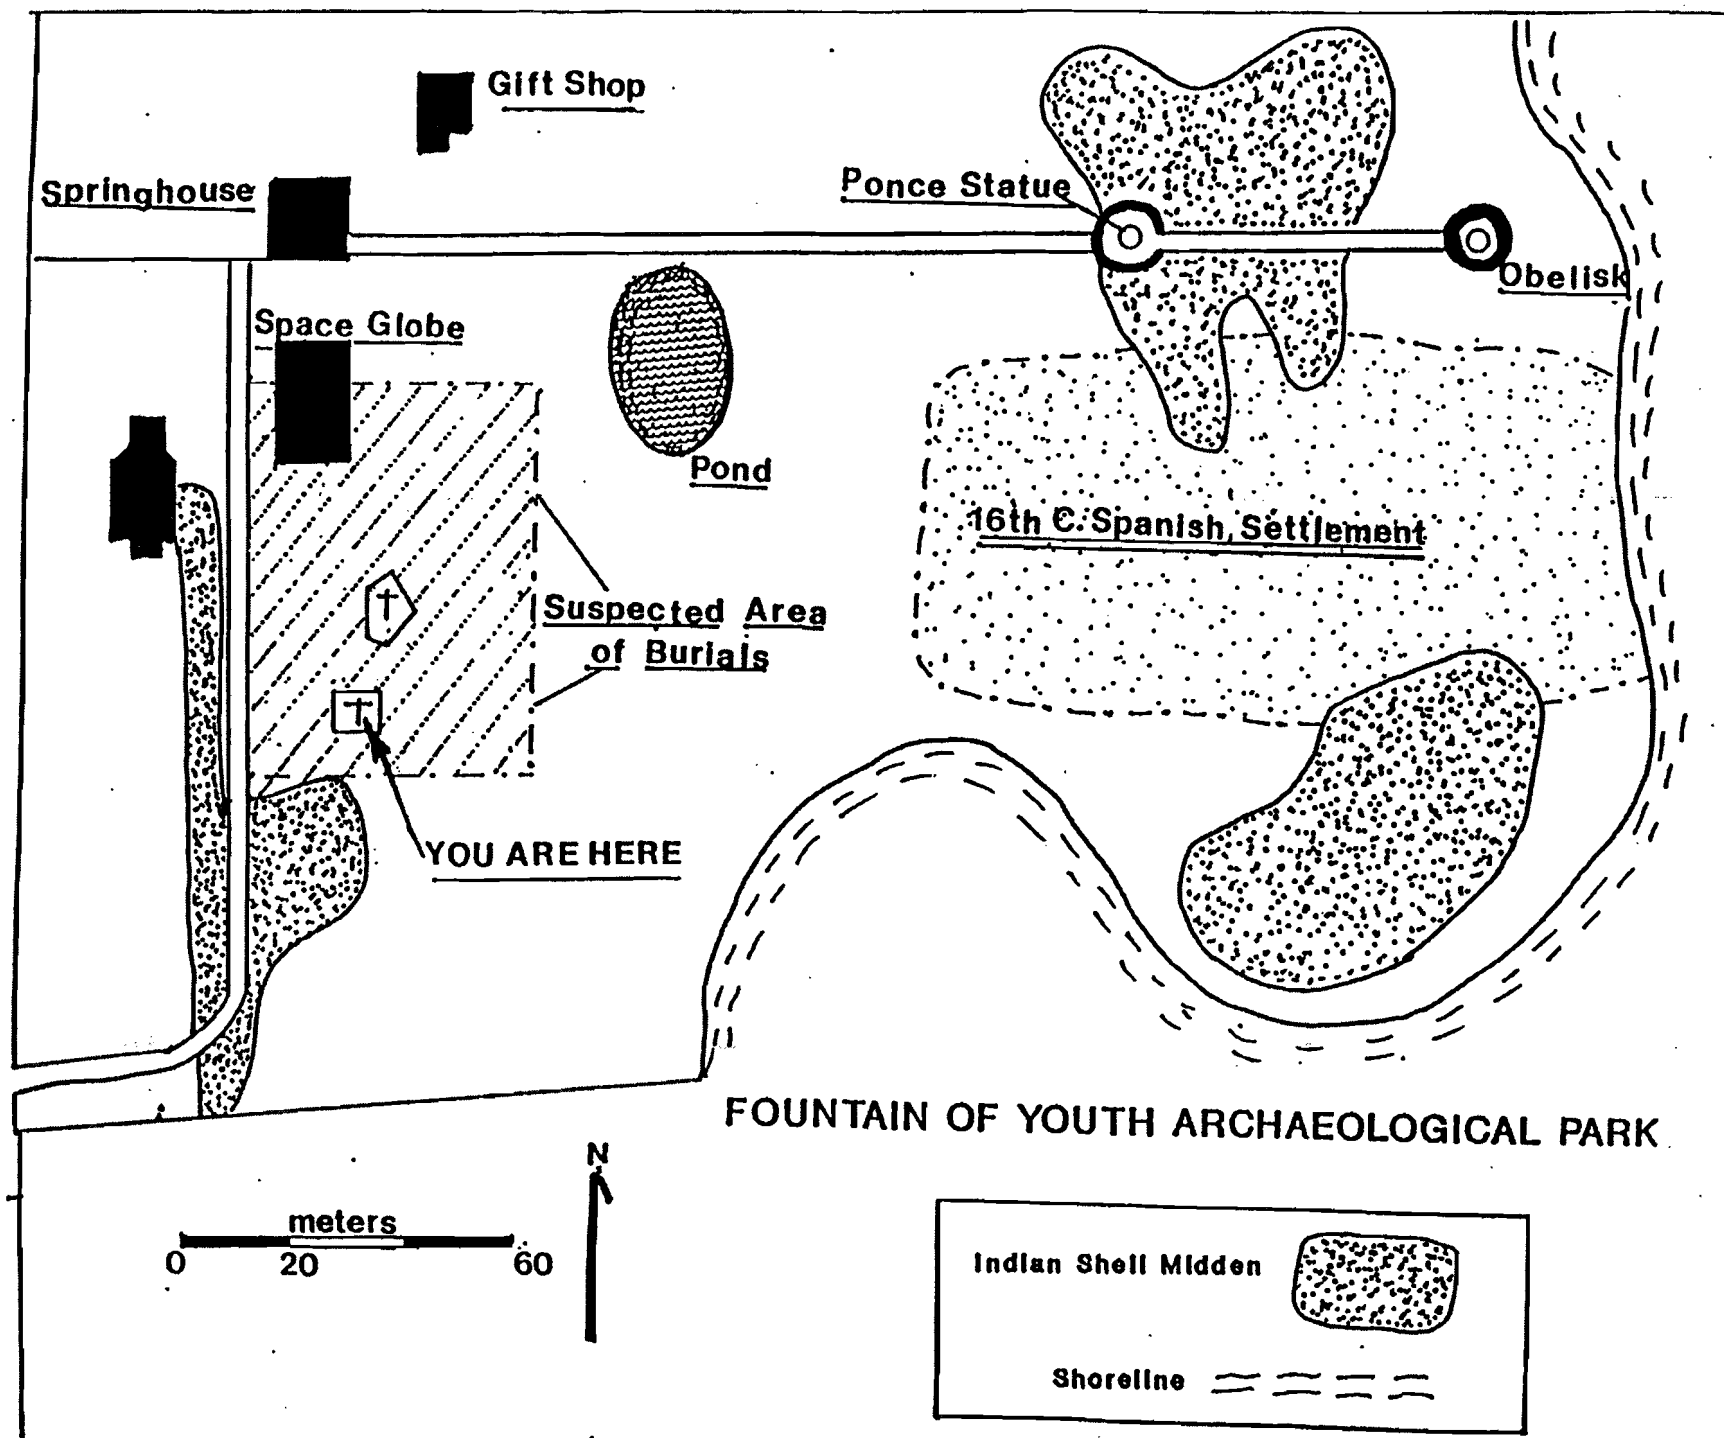 Gift Shop
Springhouse
Ponce Statue
Obelisk
Space Globe
Pond
16th C. Spanish Settlement
Suspected Area
of Burials
YOU ARE HERE
FOUNTAIN OF YOUTH ARCHAEOLOGICAL PARK
N
meters
0 20 60
Indian Shell Midden
Shoreline